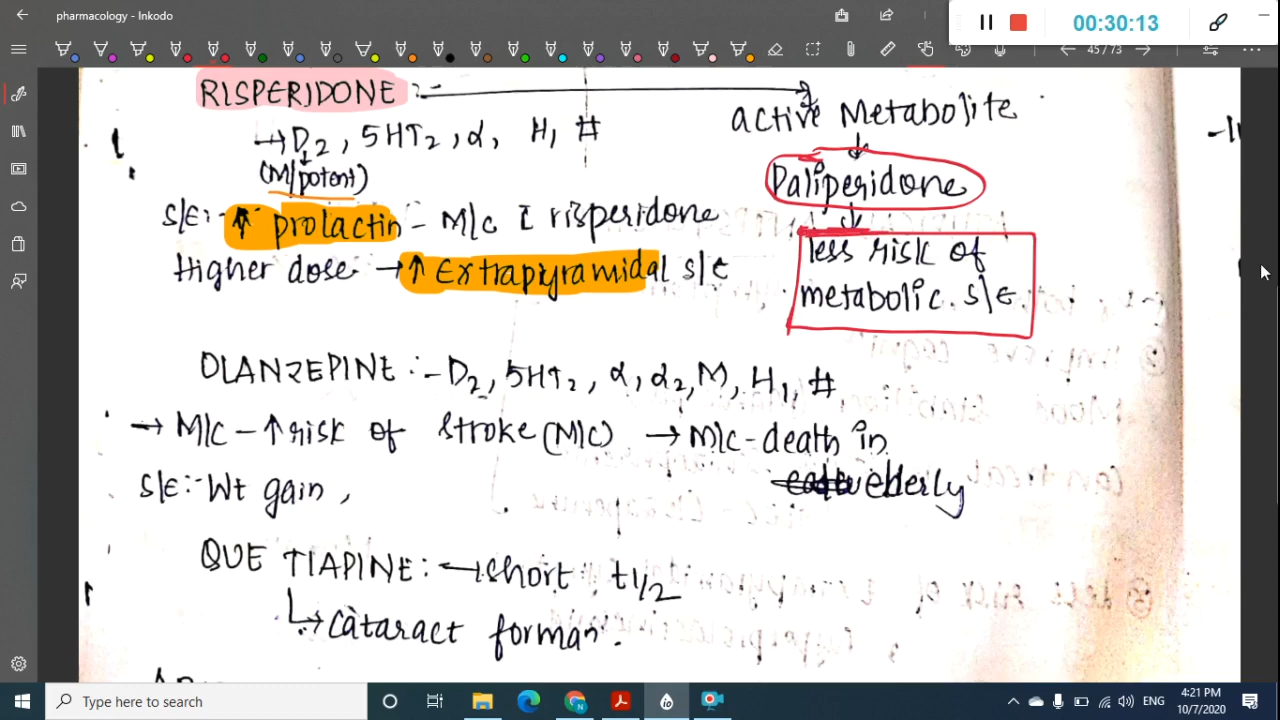 pharmacology - Inkodo
00:30:13
45 / 73
RISPERIDONE :-
active Metabolite
→ D2, 5HT2, α, H, #
(M/potent)
Paliperidone
S/E:- ↑ prolactin - M/c risperidone
less risk of
Higher dose → ↑ Extrapyramidal S/E
metabolic. S/E
OLANZEPINE :- D2, 5HT2, α, α2, M, H1, #
→ M/C - ↑ risk of stroke (M/C) → M/c - death in
elderly
S/E:- Wt gain,
QUE TIAPINE: → short t1/2
↳ Cataract forman.
Type here to search
ENG
4:21 PM
10/7/2020